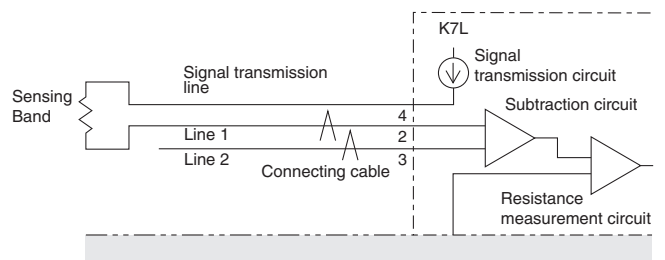 K7L
Signal
transmission circuit
Signal transmission
line
Sensing
Band
Subtraction circuit
4
Line 1
2
Line 2
3
Connecting cable
Resistance
measurement circuit